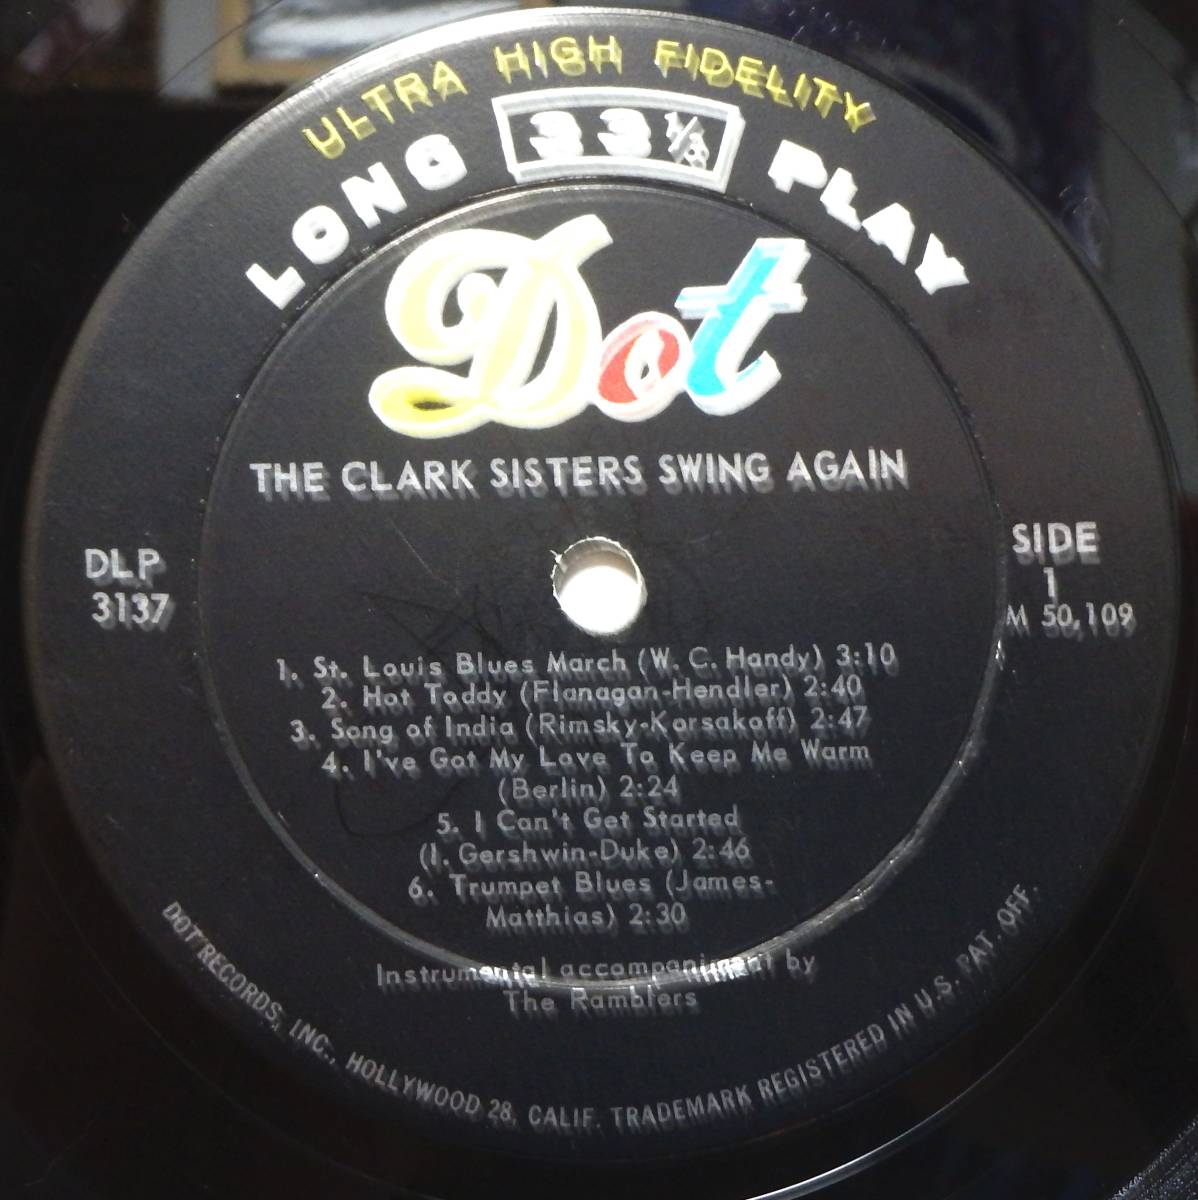 ULTRA HIGH FIDELITY
LONG 33 1/3 PLAY
Dot
THE CLARK SISTERS SWING AGAIN
DLP
3137
SIDE
1
M 50,109
1. St. Louis Blues March (W. C. Handy) 3:10
2. Hot Toddy (Flanagan-Hendler) 2:40
3. Song of India (Rimsky-Korsakoff) 2:47
4. I've Got My Love To Keep Me Warm
(Berlin) 2:24
5. I Can't Get Started
(I. Gershwin-Duke) 2:46
6. Trumpet Blues (James-
Matthias) 2:30
Instrumental accompaniment by
The Ramblers
DOT RECORDS, INC., HOLLYWOOD 28, CALIF. TRADEMARK REGISTERED IN U.S. PAT. OFF.